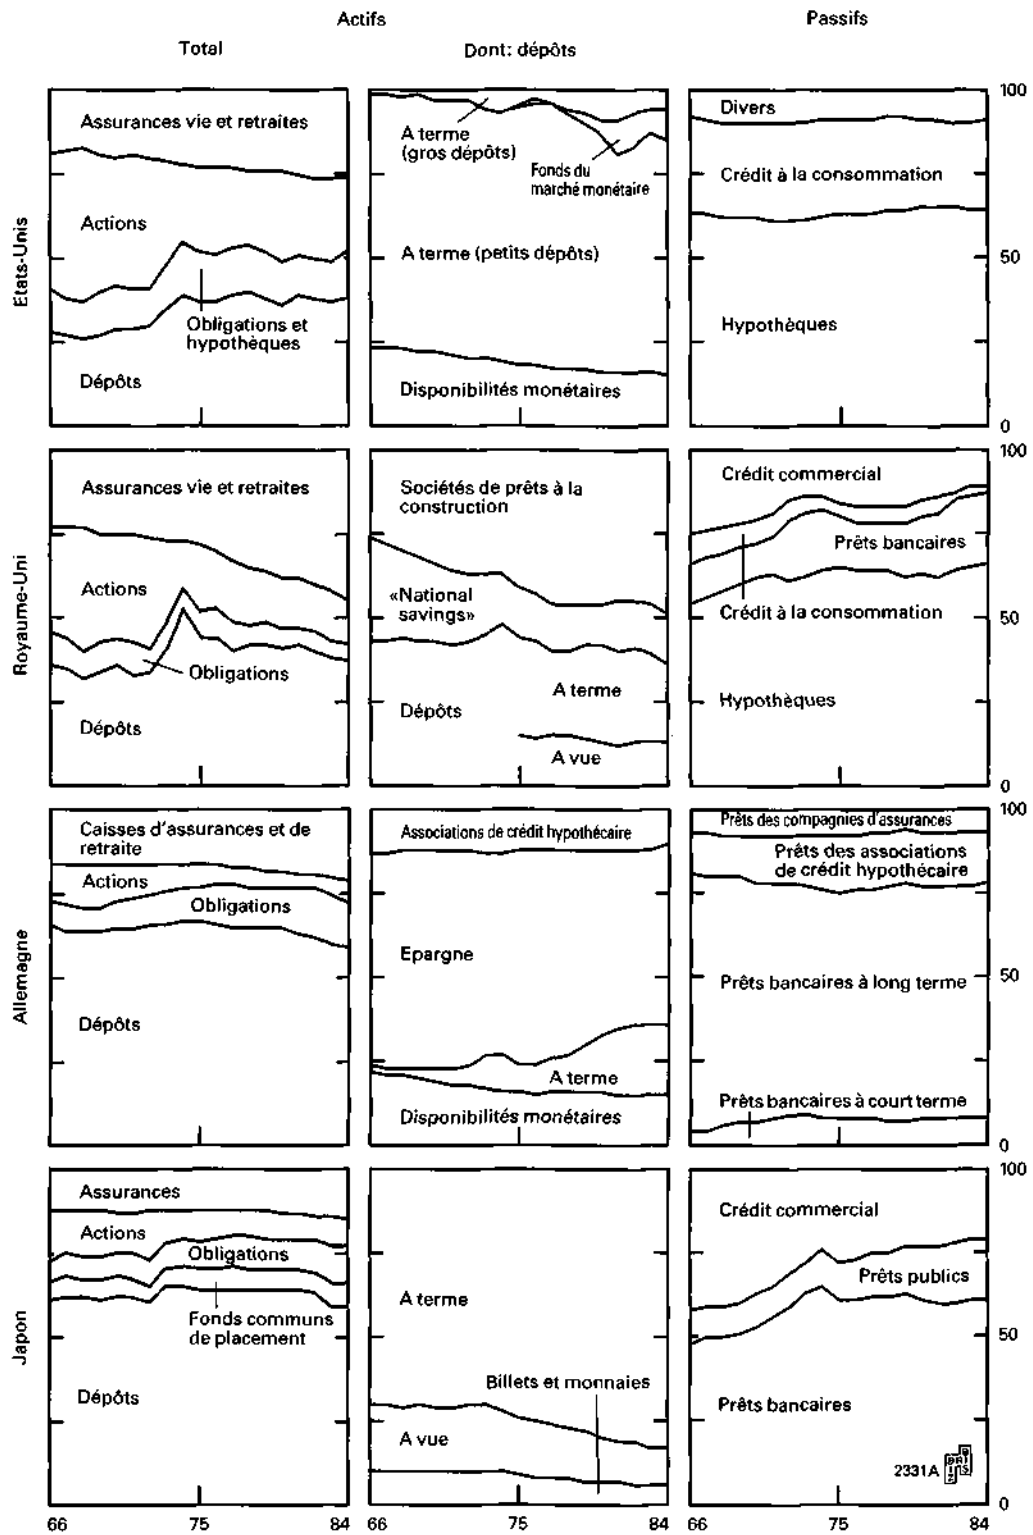 Actifs
Passifs
Total
Dont: dépôts
Etats-Unis
Assurances vie et retraites
Actions
Obligations et
hypothèques
Dépôts
A terme
(gros dépôts)
Fonds du
marché monétaire
A terme (petits dépôts)
Disponibilités monétaires
Divers
Crédit à la consommation
Hypothèques
100
50
0
Royaume-Uni
Assurances vie et retraites
Actions
Obligations
Dépôts
Sociétés de prêts à la
construction
«National
savings»
A terme
Dépôts
A vue
Crédit commercial
Prêts bancaires
Crédit à la consommation
Hypothèques
100
50
0
Allemagne
Caisses d'assurances et de
retraite
Actions
Obligations
Dépôts
Associations de crédit hypothécaire
Epargne
A terme
Disponibilités monétaires
Prêts des compagnies d'assurances
Prêts des associations
de crédit hypothécaire
Prêts bancaires à long terme
Prêts bancaires à court terme
100
50
0
Japon
Assurances
Actions
Obligations
Fonds communs
de placement
Dépôts
A terme
Billets et monnaies
A vue
Crédit commercial
Prêts publics
Prêts bancaires
2331A
100
50
0
66 75 84 66 75 84 66 75 84